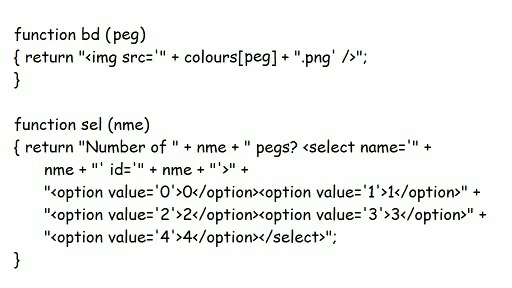 function bd (peg)
{ return "<img src='" + colours[peg] + ".png' />";
}
function sel (nme)
{ return "Number of " + nme + " pegs? <select name='" +
nme + "' id='" + nme + "'>" +
"<option value='0'>0</option><option value='1'>1</option>" +
"<option value='2'>2</option><option value='3'>3</option>" +
"<option value='4'>4</option></select>";
}